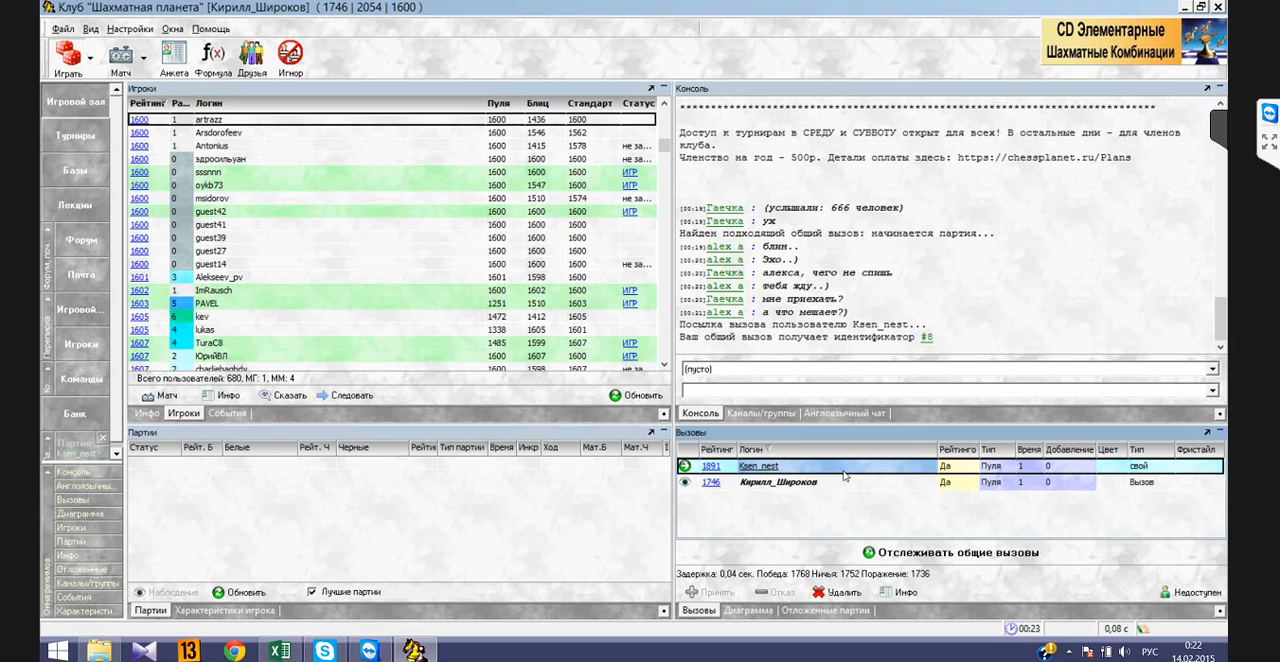 Клуб "Шахматная планета" [Кирилл_Широков] ( 1746 | 2054 | 1600 )
Файл Вид Настройки Окна Помощь
CD Элементарные
Шахматные Комбинации
Играть Матч Анкета Формула Друзья Игнор
Игровой зал
Турниры
Базы
Лекции
Форум
Почта
Игровой...
Игроки
Команды
Банк
Партия
Ksen_nest...
Консоль
Англоязычны...
Вызовы
Диаграмма
Игроки
Партии
Инфо
Отложенные
Каналы/группы
События
Характеристи
Игроки
Рейтинг Ра... Логин Пуля Блиц Стандарт Статус
1600 1 artrazz 1600 1436 1600
1600 1 Arsdorofeev 1600 1546 1562
1600 1 Antonius 1600 1415 1578 не за...
1600 0 эдросильуан 1600 1600 1600 не за...
1600 0 sssnnn 1600 1600 1600 ИГР
1600 0 oykb73 1600 1547 1600 ИГР
1600 0 msidorov 1600 1510 1574 не за...
1600 0 guest42 1600 1600 1600 ИГР
1600 0 guest41 1600 1600 1600
1600 0 guest39 1600 1600 1600
1600 0 guest27 1600 1600 1600
1600 0 guest14 1600 1600 1600 не за...
1601 3 Alekseev_pv 1601 1598 1600
1602 1 ImRausch 1600 1602 1600 ИГР
1603 5 PAVEL 1251 1510 1603 ИГР
1605 6 kev 1472 1412 1605
1605 4 lukas 1338 1605 1601
1607 4 TuraC8 1485 1599 1607 ИГР
1607 2 ЮрийВЛ 1600 1607 1600 ИГР
Всего пользователей: 680, МГ: 1, ММ: 4
Матч Инфо Сказать Следовать Обновить
Инфо Игроки События
Консоль
Доступ к турнирам в СРЕДУ и СУББОТУ открыт для всех! В остальные дни - для членов
клуба.
Членство на год - 500р. Детали оплаты здесь: https://chessplanet.ru/Plans
[00:19]Гаечка : (услышали: 666 человек)
[00:19]Гаечка : ух
Найден подходящий общий вызов: начинается партия...
[00:19]alex a : блин..
[00:20]alex a : Эхо..)
[00:20]Гаечка : алекса, чего не спишь
[00:20]alex a : тебя жду..)
[00:20]Гаечка : мне приехать?
[00:21]alex a : а что мешает?)
Посылка вызова пользователю Ksen_nest...
Ваш общий вызов получает идентификатор #8
(пусто)
Консоль Каналы/группы Англоязычный чат
Партии
Статус Рейт. Б Белые Рейт. Ч Черные Рейти Тип партии Время Инкр Ход Мат.Б Мат.Ч
Наблюдение Обновить Лучшие партии
Партии Характеристики игрока
Вызовы
Рейтинг Логин Рейтинго Тип Время Добавление Цвет Тип Фристайл
1891 Ksen_nest Да Пуля 1 0 свой
1746 Кирилл_Широков Да Пуля 1 0 Вызов
Отслеживать общие вызовы
Задержка: 0,04 сек. Победа: 1768 Ничья: 1752 Поражение: 1736
Принять Отказ Удалить Инфо Недоступен
Вызовы Диаграмма Отложенные партии
00:23 0,08 с
13 РУС 0:22
14.02.2015